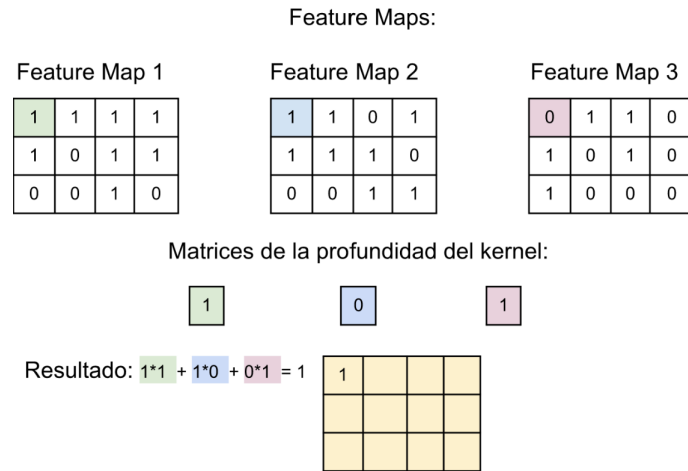 Feature Maps:
Feature Map 1 Feature Map 2 Feature Map 3
1 1 1 1 1 1 0 1 0 1 1 0
1 0 1 1 1 1 1 0 1 0 1 0
0 0 1 0 0 0 1 1 1 0 0 0
Matrices de la profundidad del kernel:
1 0 1
Resultado: 1*1 + 1*0 + 0*1 = 1 1